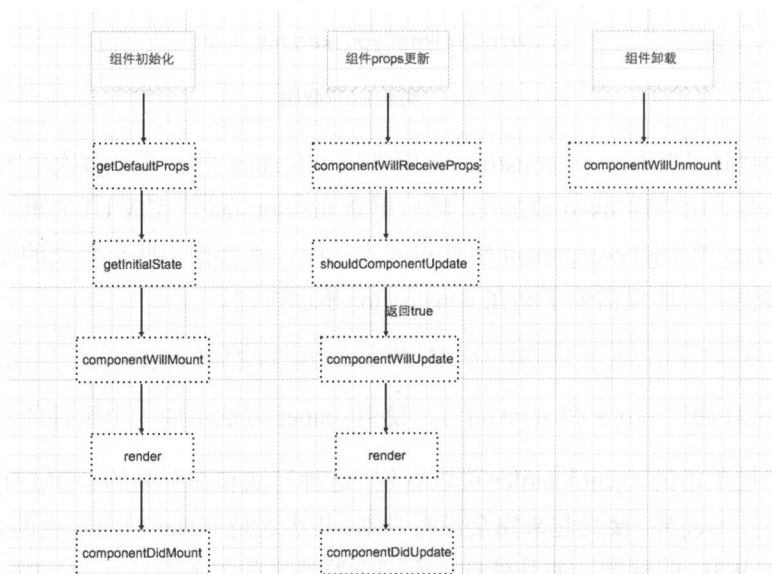 组件初始化
getDefaultProps
getInitialState
componentWillMount
render
componentDidMount
组件props更新
componentWillReceiveProps
shouldComponentUpdate
返回true
componentWillUpdate
render
componentDidUpdate
组件卸载
componentWillUnmount